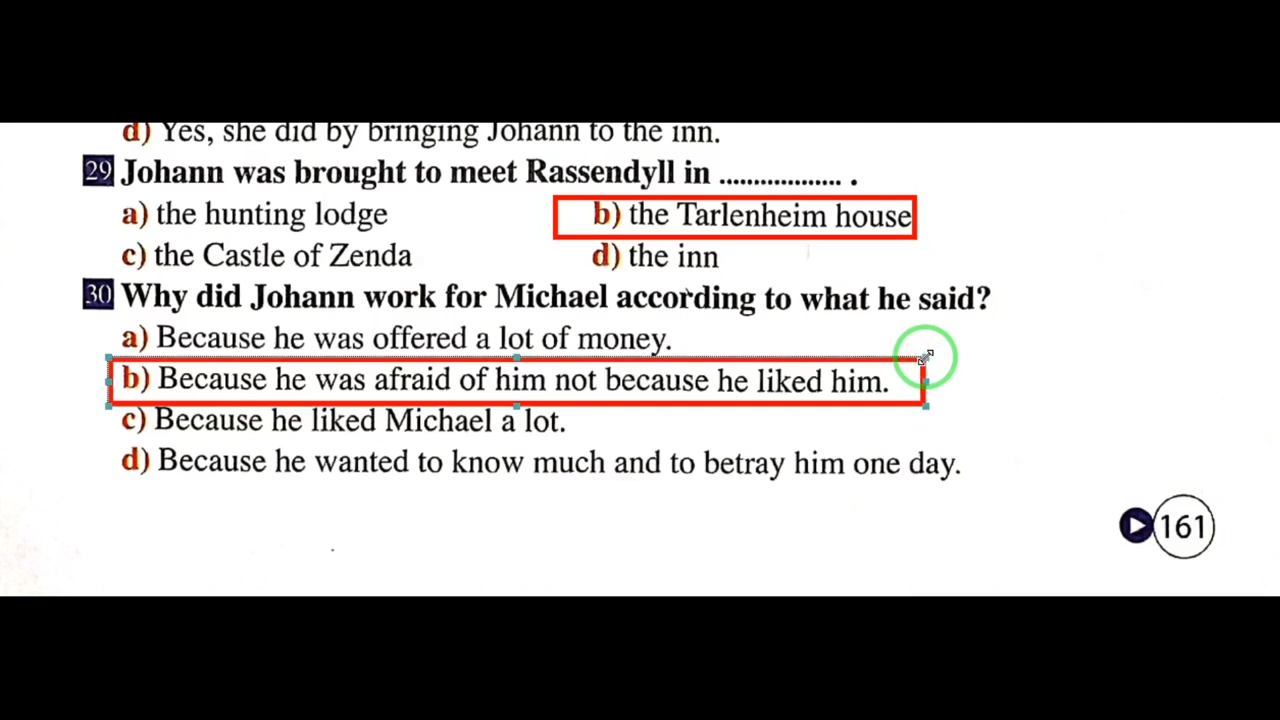 d) Yes, she did by bringing Johann to the inn.
29 Johann was brought to meet Rassendyll in .................. .
a) the hunting lodge b) the Tarlenheim house
c) the Castle of Zenda d) the inn
30 Why did Johann work for Michael according to what he said?
a) Because he was offered a lot of money.
b) Because he was afraid of him not because he liked him.
c) Because he liked Michael a lot.
d) Because he wanted to know much and to betray him one day.
161